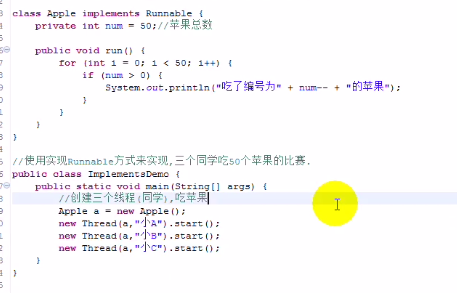 class Apple implements Runnable {
private int num = 50;//苹果总数
public void run() {
for (int i = 0; i < 50; i++) {
if (num > 0) {
System.out.println("吃了编号为" + num-- + "的苹果");
}
}
}
}
//使用实现Runnable方式来实现,三个同学吃50个苹果的比赛.
public class ImplementsDemo {
public static void main(String[] args) {
//创建三个线程(同学),吃苹果
Apple a = new Apple();
new Thread(a,"小A").start();
new Thread(a,"小B").start();
new Thread(a,"小C").start();
}
}